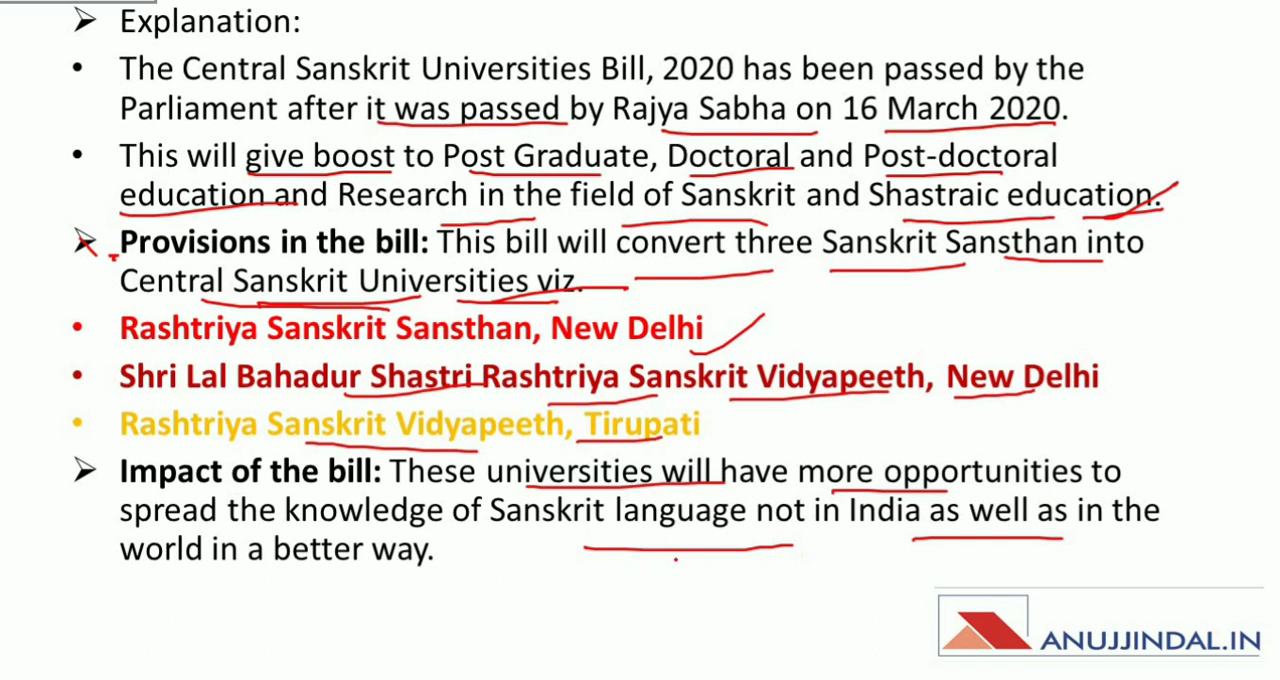 ➢ Explanation:
• The Central Sanskrit Universities Bill, 2020 has been passed by the
Parliament after it was passed by Rajya Sabha on 16 March 2020.
• This will give boost to Post Graduate, Doctoral and Post-doctoral
education and Research in the field of Sanskrit and Shastraic education.
➢ Provisions in the bill: This bill will convert three Sanskrit Sansthan into
Central Sanskrit Universities viz.
• Rashtriya Sanskrit Sansthan, New Delhi
• Shri Lal Bahadur Shastri Rashtriya Sanskrit Vidyapeeth, New Delhi
• Rashtriya Sanskrit Vidyapeeth, Tirupati
➢ Impact of the bill: These universities will have more opportunities to
spread the knowledge of Sanskrit language not in India as well as in the
world in a better way.
ANUJJINDAL.IN